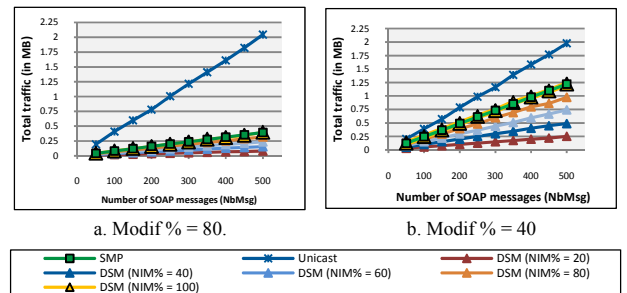 Total traffic (in MB)
2.25
2
1.75
1.5
1.25
1
0.75
0.5
0.25
0
0 100 200 300 400 500
Number of SOAP messages (NbMsg)
a. Modif % = 80.
Total traffic (in MB)
2.25
2
1.75
1.5
1.25
1
0.75
0.5
0.25
0
0 100 200 300 400 500
Number of SOAP messages (NbMsg)
b. Modif % = 40
SMP Unicast DSM (NIM% = 20)
DSM (NIM% = 40) DSM (NIM% = 60) DSM (NIM% = 80)
DSM (NIM% = 100)